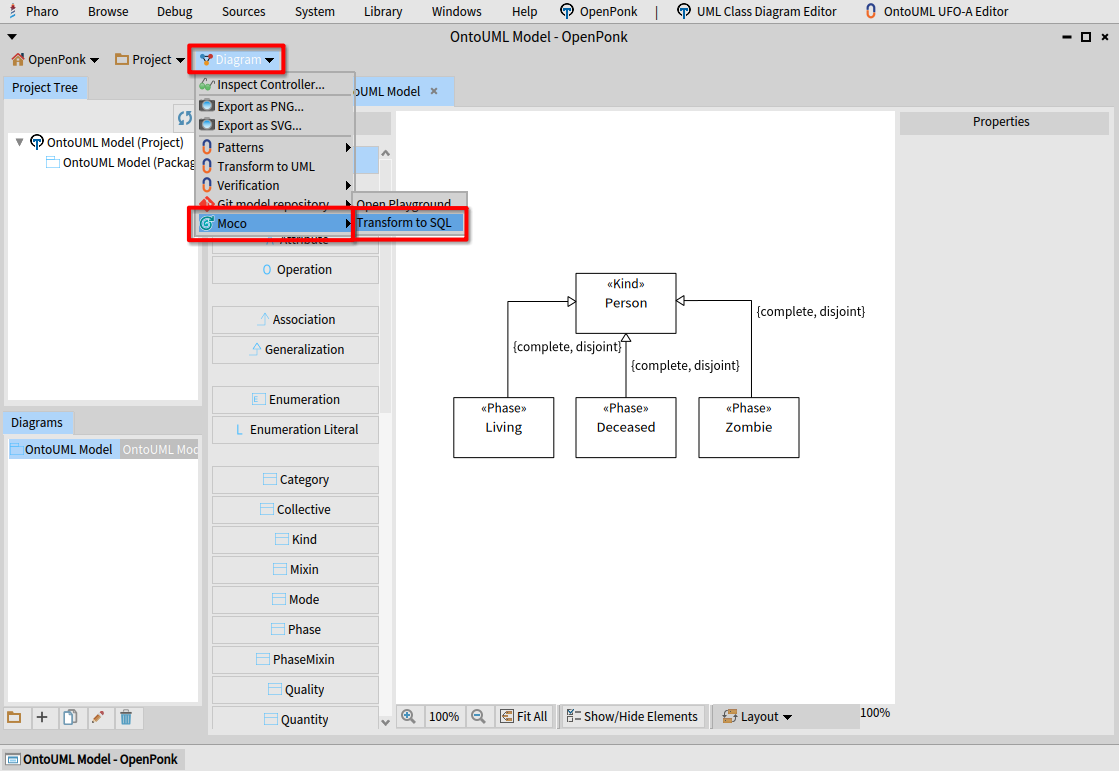 Pharo Browse Debug Sources System Library Windows Help OpenPonk | UML Class Diagram Editor OntoUML UFO-A Editor
OntoUML Model - OpenPonk
OpenPonk Project Diagram
Project Tree
oUML Model
Inspect Controller...
Export as PNG...
Export as SVG...
Patterns
Transform to UML
Verification
Git model repository
Moco
Open Playground
Transform to SQL
OntoUML Model (Project)
OntoUML Model (Packag
Properties
Attribute
Operation
Association
Generalization
Enumeration
Enumeration Literal
Category
Collective
Kind
Mixin
Mode
Phase
PhaseMixin
Quality
Quantity
«Kind»
Person
{complete, disjoint}
{complete, disjoint}
{complete, disjoint}
«Phase»
Living
«Phase»
Deceased
«Phase»
Zombie
Diagrams
OntoUML Model OntoUML Moc
100% Fit All Show/Hide Elements Layout 100%
OntoUML Model - OpenPonk